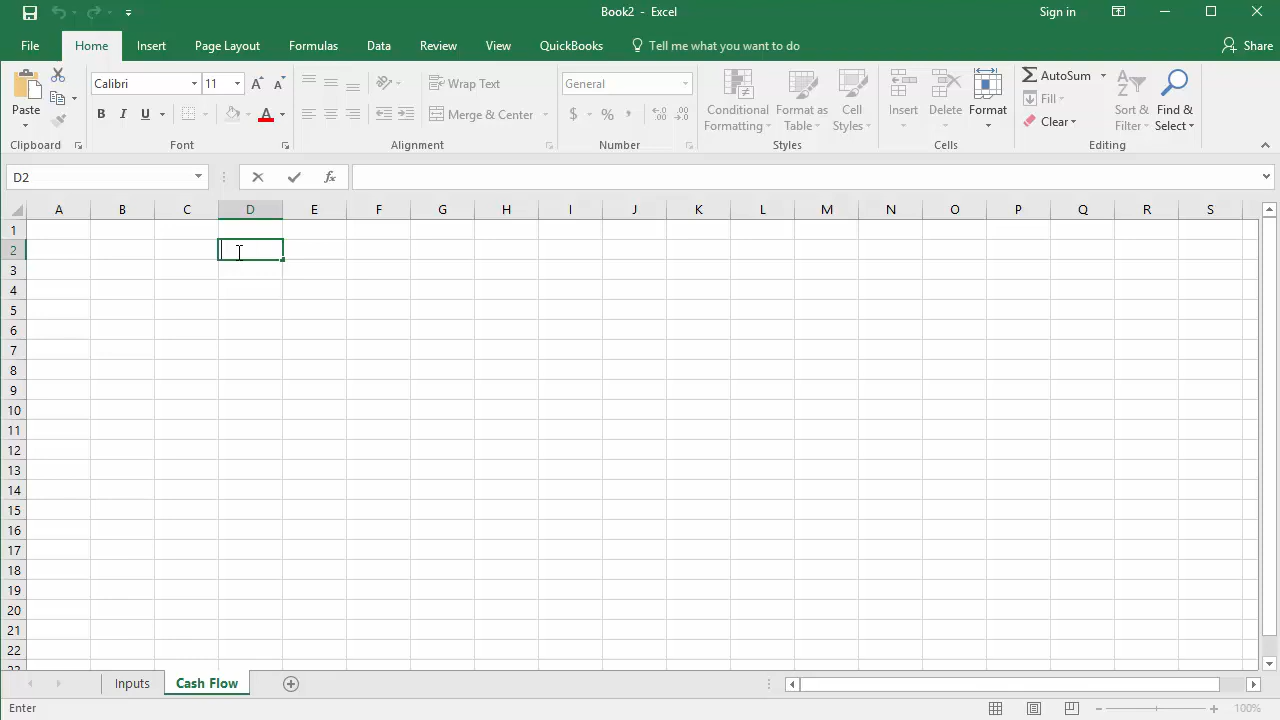 Book2 - Excel
Sign in
File Home Insert Page Layout Formulas Data Review View QuickBooks Tell me what you want to do Share
Paste
Clipboard
Calibri 11
B I U A
Font
Wrap Text
Merge & Center
Alignment
General
$ % ,
Number
Conditional Formatting
Format as Table
Cell Styles
Styles
Insert
Delete
Format
Cells
AutoSum
Fill
Clear
Sort & Filter
Find & Select
Editing
D2 fx
A B C D E F G H I J K L M N O P Q R S
1
2
3
4
5
6
7
8
9
10
11
12
13
14
15
16
17
18
19
20
21
22
23
Inputs Cash Flow
Enter 100%